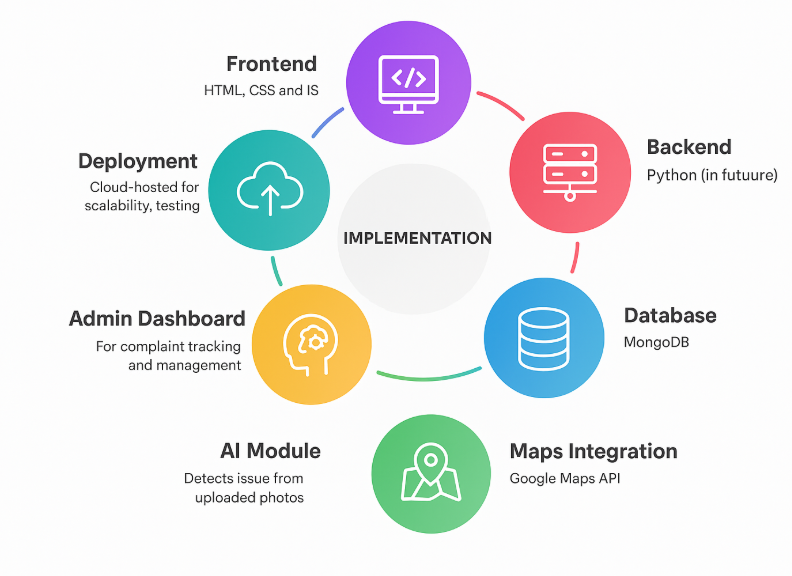 Frontend
HTML, CSS and IS
Backend
Python (in futuure)
Deployment
Cloud-hosted for
scalability, testing
IMPLEMENTATION
Admin Dashboard
For complaint tracking
and management
Database
MongoDB
AI Module
Detects issue from
uploaded photos
Maps Integration
Google Maps API